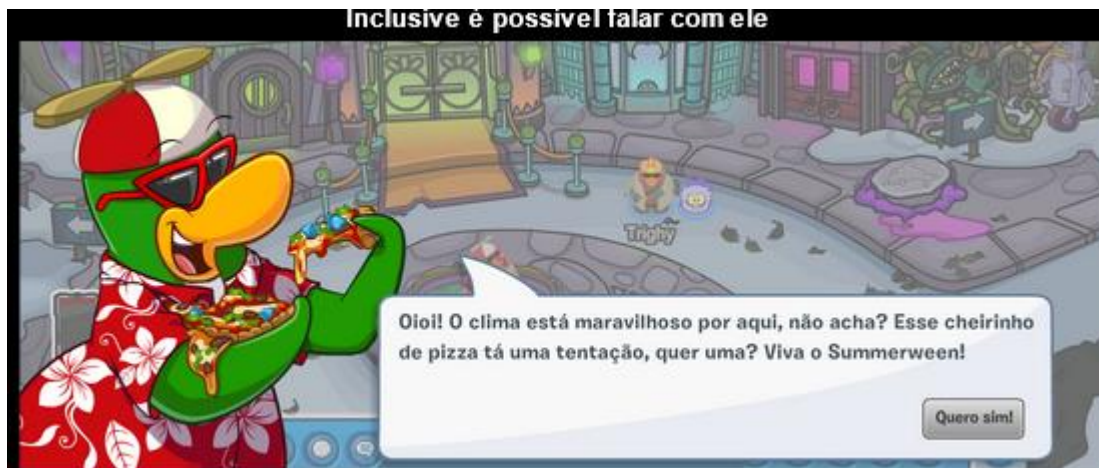 Inclusive é possível falar com ele
Trighy
Oioi! O clima está maravilhoso por aqui, não acha? Esse cheirinho
de pizza tá uma tentação, quer uma? Viva o Summerween!
Quero sim!